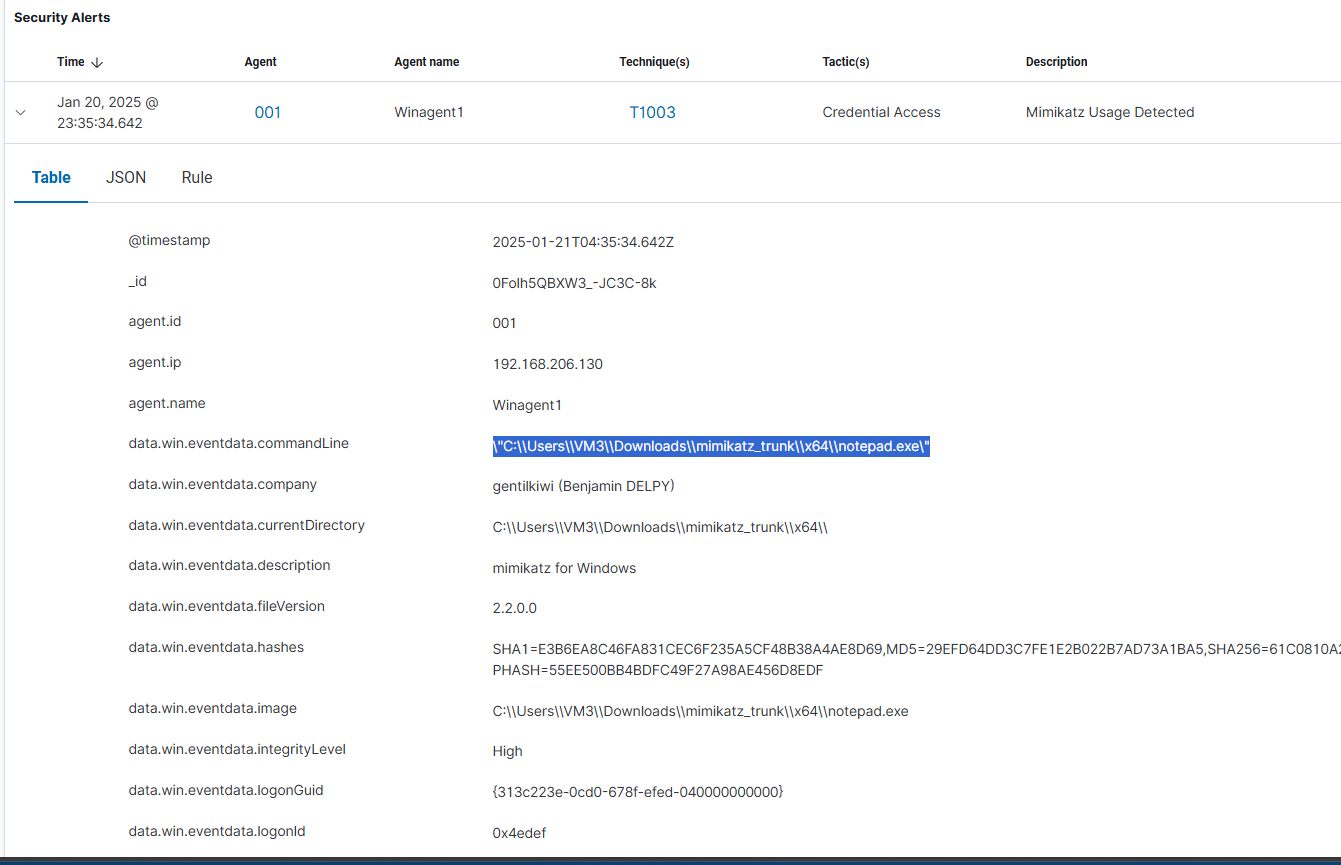 Security Alerts
Time Agent Agent name Technique(s) Tactic(s) Description
Jan 20, 2025 @
23:35:34.642
001 Winagent1 T1003 Credential Access Mimikatz Usage Detected
Table JSON Rule
@timestamp 2025-01-21T04:35:34.642Z
_id 0Folh5QBXW3_-JC3C-8k
agent.id 001
agent.ip 192.168.206.130
agent.name Winagent1
data.win.eventdata.commandLine \"C:\\Users\\VM3\\Downloads\\mimikatz_trunk\\x64\\notepad.exe\"
data.win.eventdata.company gentilkiwi (Benjamin DELPY)
data.win.eventdata.currentDirectory C:\\Users\\VM3\\Downloads\\mimikatz_trunk\\x64\\
data.win.eventdata.description mimikatz for Windows
data.win.eventdata.fileVersion 2.2.0.0
data.win.eventdata.hashes SHA1=E3B6EA8C46FA831CEC6F235A5CF48B38A4AE8D69,MD5=29EFD64DD3C7FE1E2B022B7AD73A1BA5,SHA256=61C0810A
PHASH=55EE500BB4BDFC49F27A98AE456D8EDF
data.win.eventdata.image C:\\Users\\VM3\\Downloads\\mimikatz_trunk\\x64\\notepad.exe
data.win.eventdata.integrityLevel High
data.win.eventdata.logonGuid {313c223e-0cd0-678f-efed-040000000000}
data.win.eventdata.logonId 0x4edef